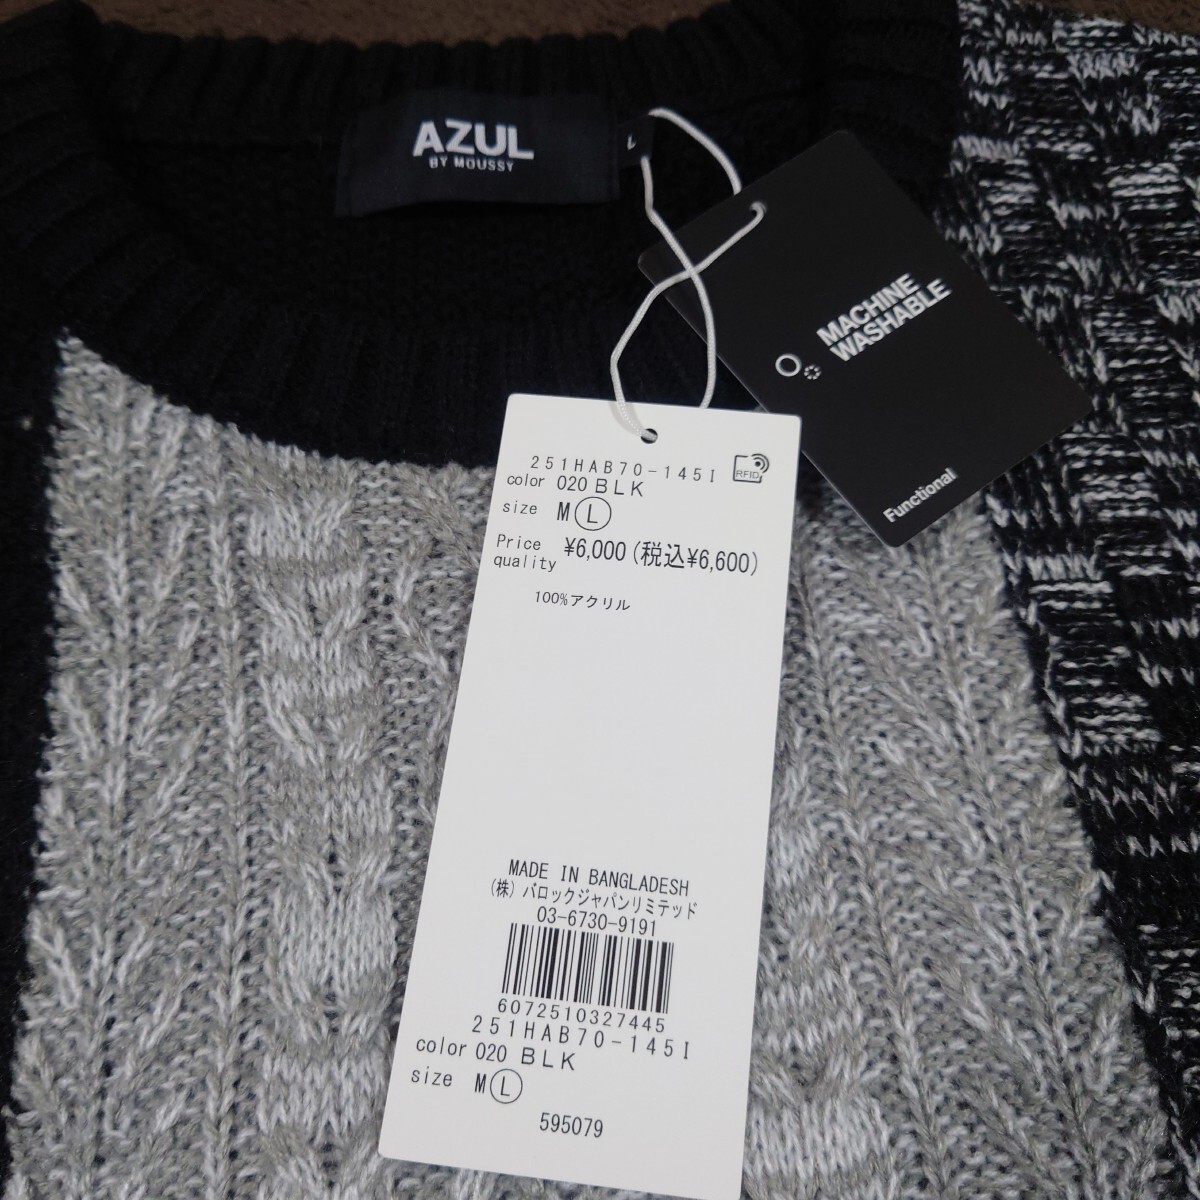 AZUL
BY MOUSSY
L
MACHINE
WASHABLE
Functional
251HAB70-145I
RFID
color 020 BLK
size M L
Price ¥6,000 (税込¥6,600)
quality
100%アクリル
MADE IN BANGLADESH
(株) バロックジャパンリミテッド
03-6730-9191
6072510327445
251HAB70-145I
color 020 BLK
size M L
595079